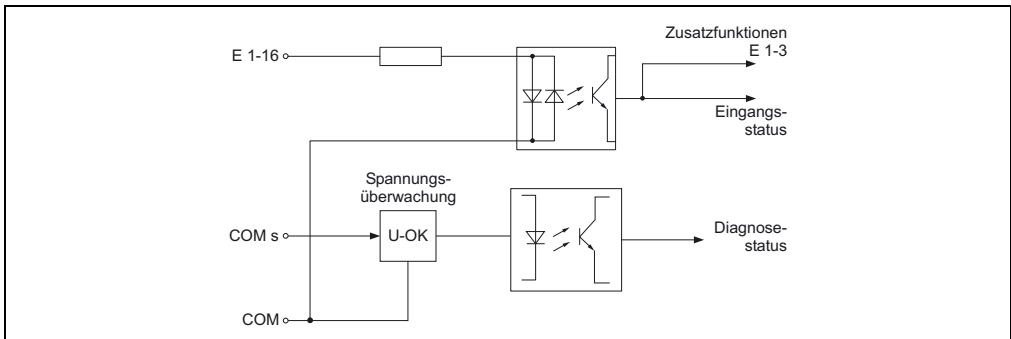 Zusatzfunktionen
E 1-3
E 1-16
Eingangs-
status
Spannungs-
überwachung
COM s
U-OK
Diagnose-
status
COM